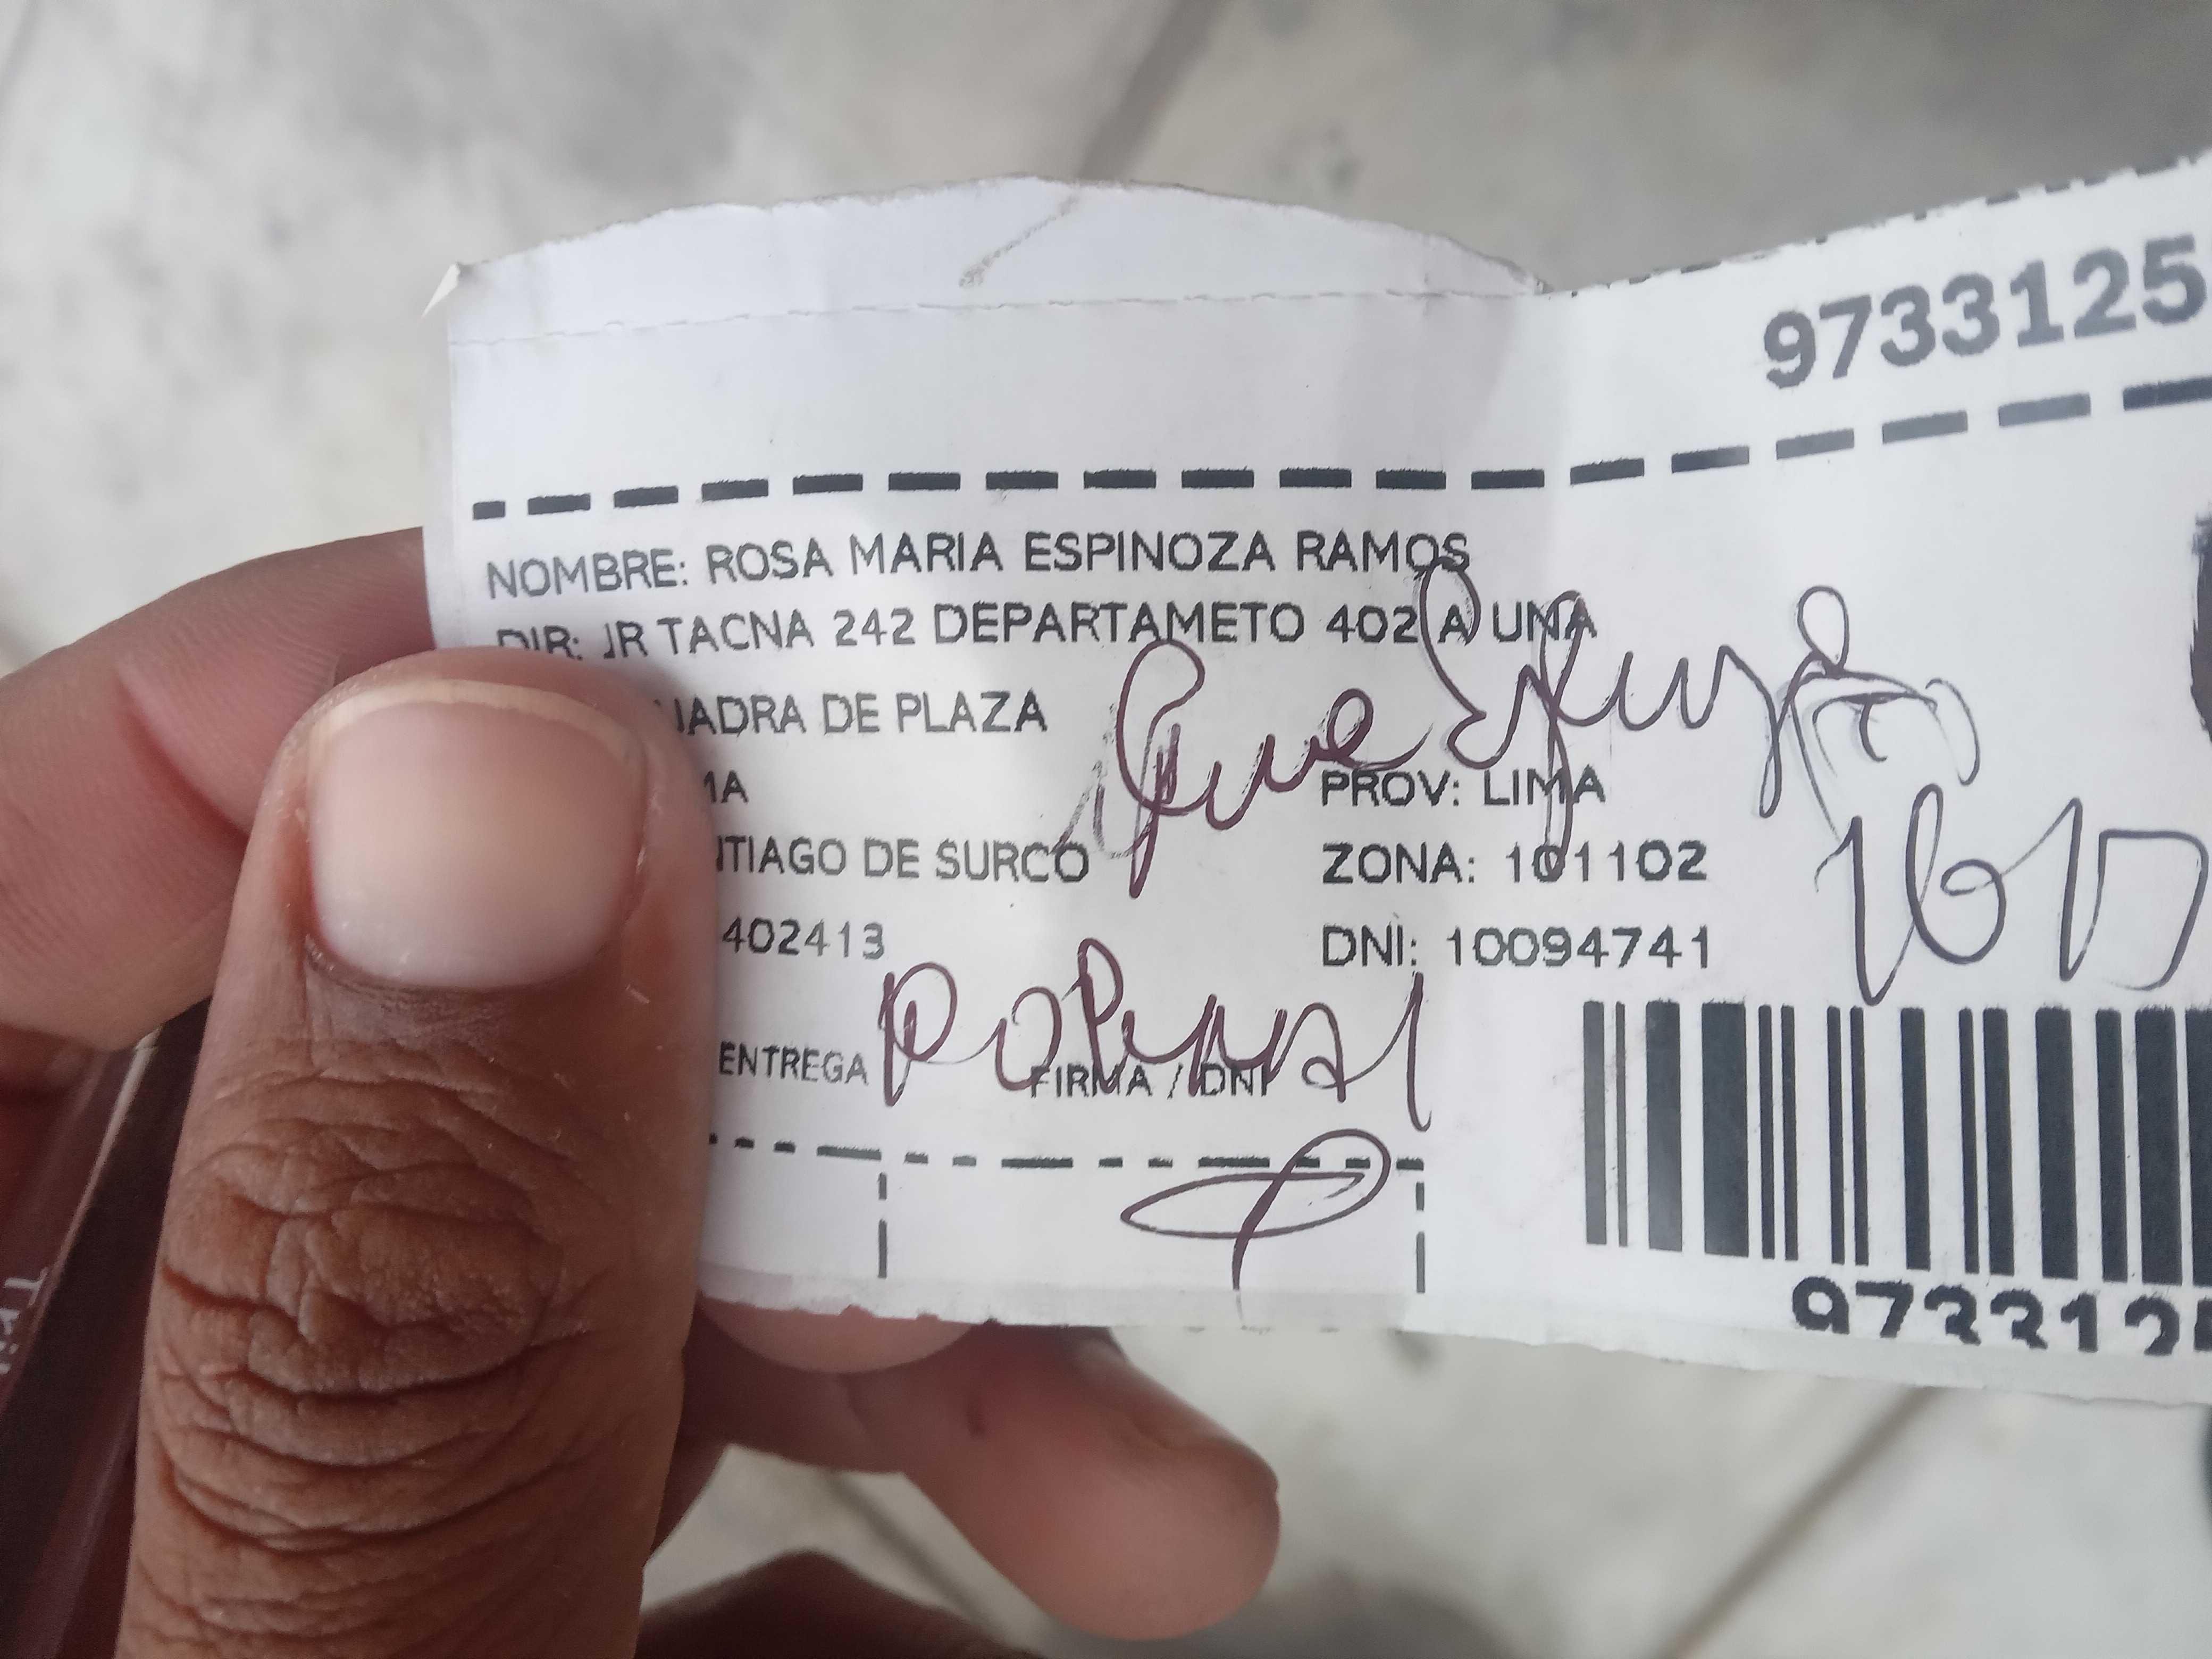 9733125
NOMBRE: ROSA MARIA ESPINOZA RAMOS
DIR: JR TACNA 242 DEPARTAMETO 402 A UNA
UADRA DE PLAZA
MA
PROV: LIMA
NTIAGO DE SURCO
ZONA: 101102
402413
DNI: 10094741
ENTREGA
FIRMA / DNI
973312